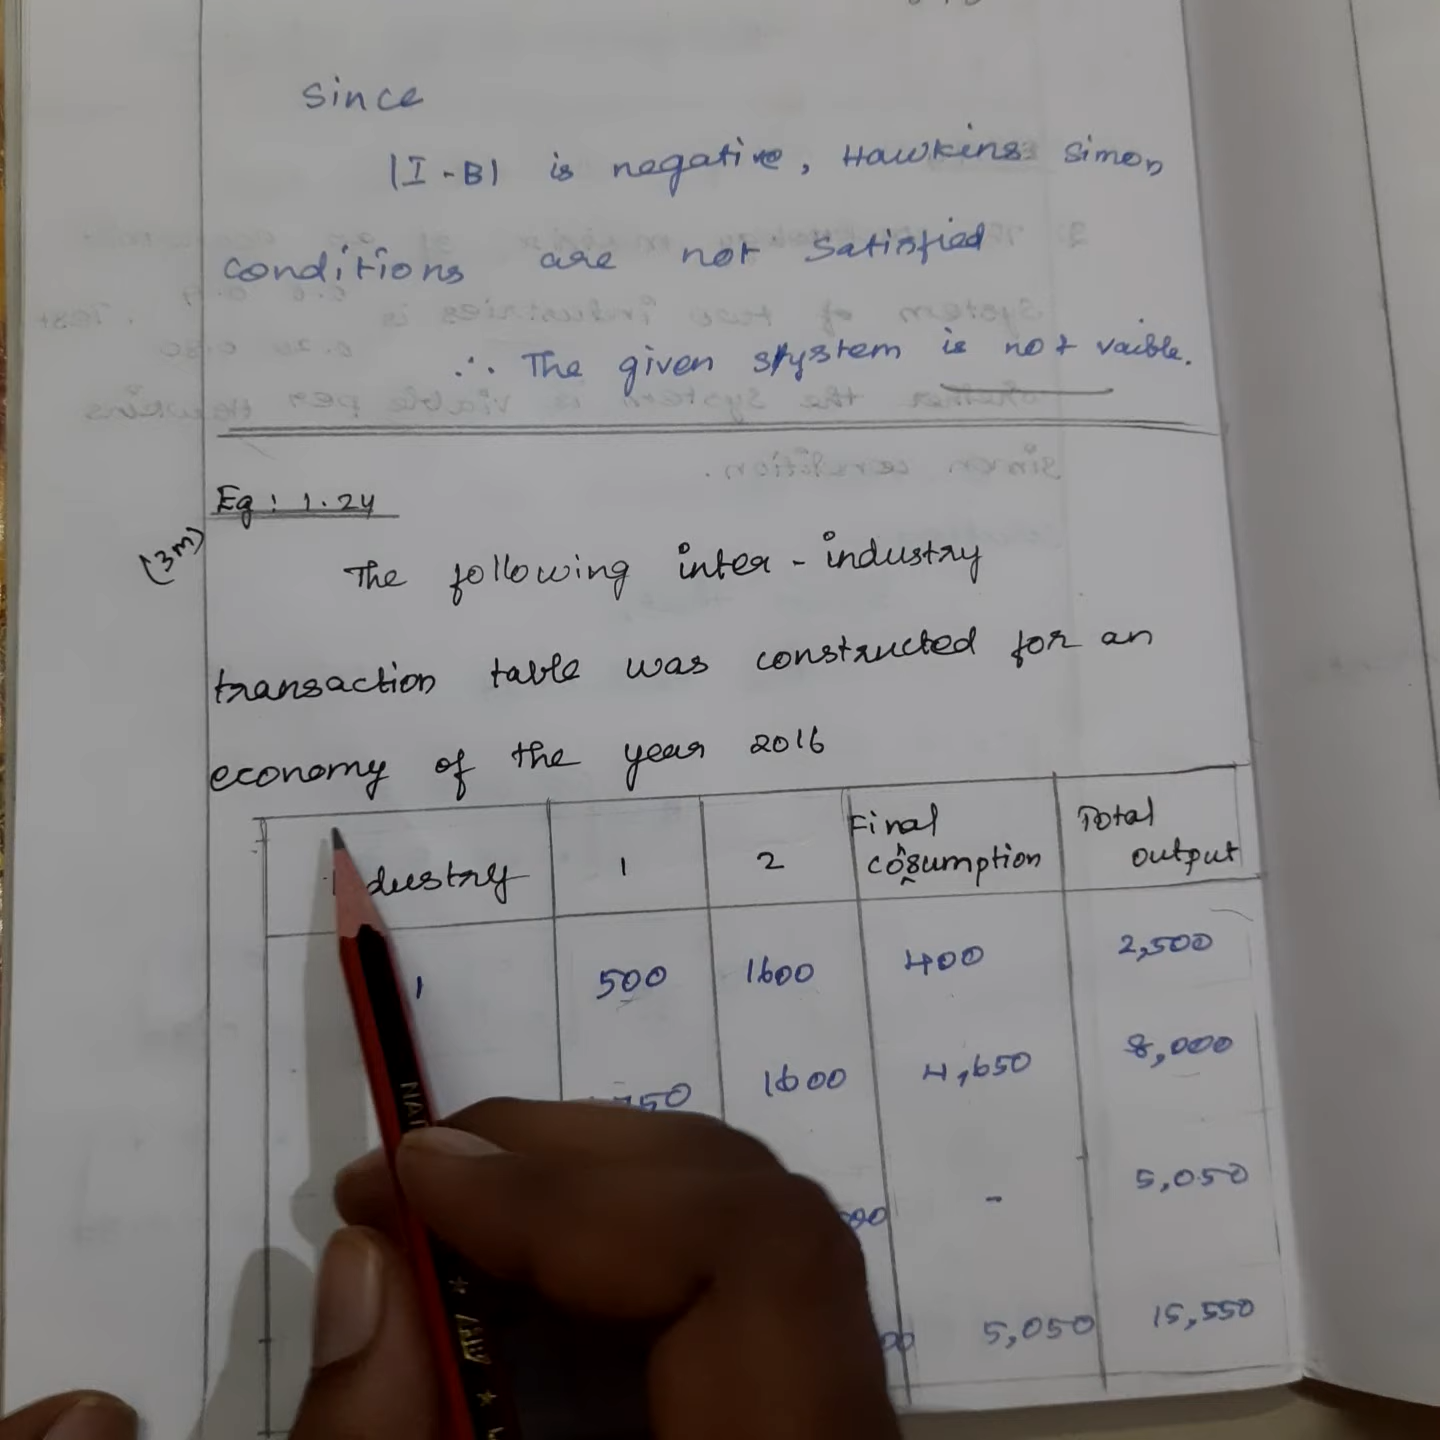 Since
|I-B| is negative, Hawkins Simon
conditions are not Satisfied
∴ The given system is not vaible.
Eg : 1.24
(3m)
The following inter-industry
transaction table was constructed for an
economy of the year 2016
dustry 1 2 Final cosumption Total output
n
1 500 1600 400 2,500
750 1600 4,650 8,000
00 - 5,050
00 5,050 15,550